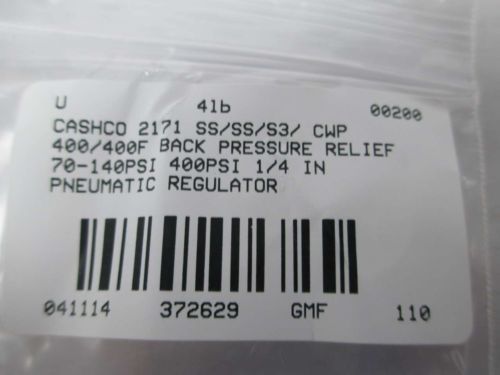 U 4lb 00200
CASHCO 2171 SS/SS/S3/ CWP
400/400F BACK PRESSURE RELIEF
70-140PSI 400PSI 1/4 IN
PNEUMATIC REGULATOR
041114 372629 GMF 110